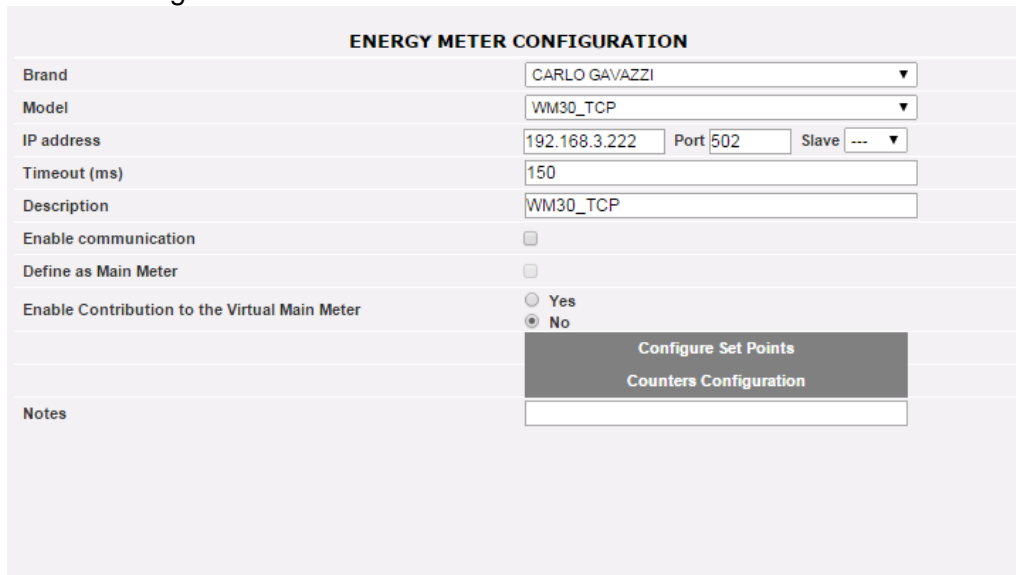 ENERGY METER CONFIGURATION
Brand CARLO GAVAZZI
Model WM30_TCP
IP address 192.168.3.222 Port 502 Slave ---
Timeout (ms) 150
Description WM30_TCP
Enable communication
Define as Main Meter
Enable Contribution to the Virtual Main Meter Yes
No
Configure Set Points
Counters Configuration
Notes